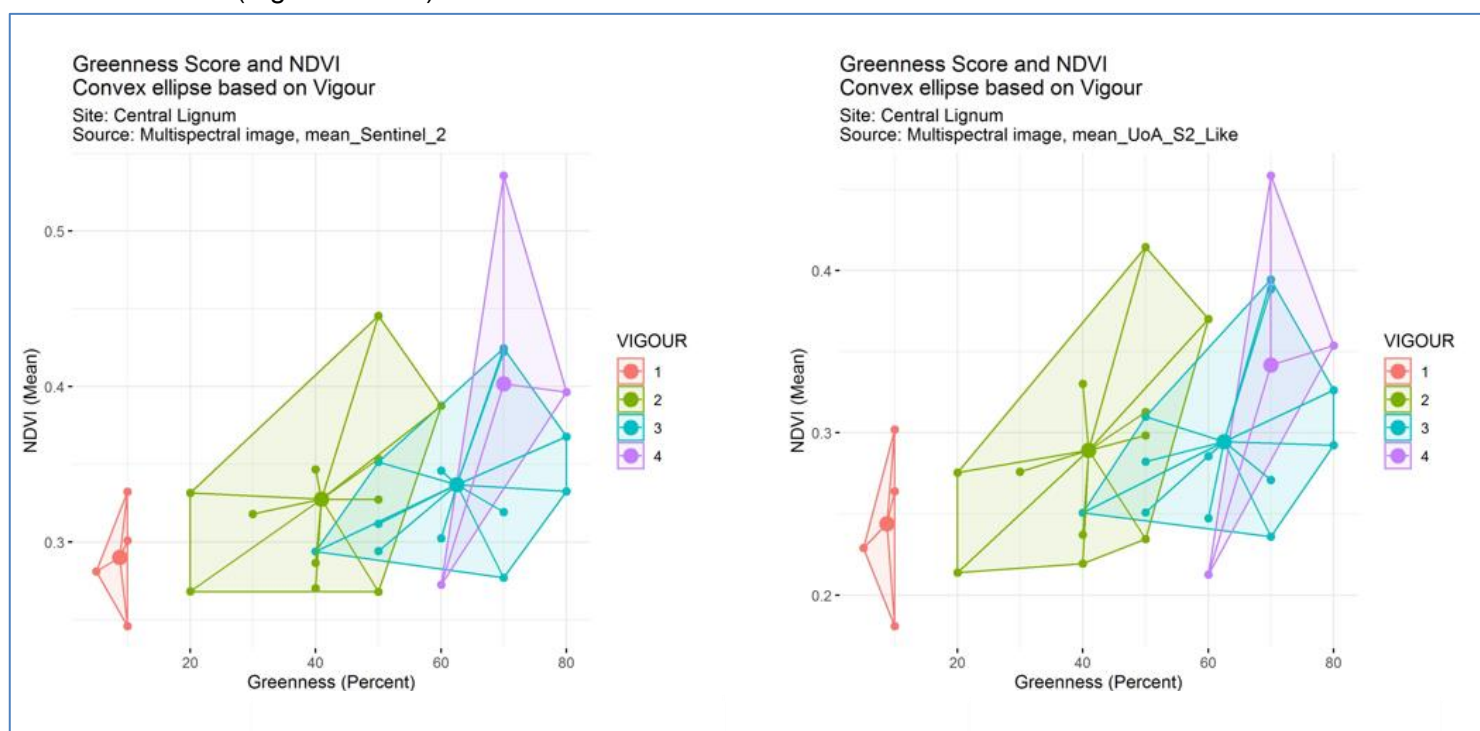 Greenness Score and NDVI
Convex ellipse based on Vigour
Site: Central Lignum
Source: Multispectral image, mean_Sentinel_2
0.5
0.4
0.3
NDVI (Mean)
20 40 60 80
Greenness (Percent)
VIGOUR
1
2
3
4
Greenness Score and NDVI
Convex ellipse based on Vigour
Site: Central Lignum
Source: Multispectral image, mean_UoA_S2_Like
0.4
0.3
0.2
NDVI (Mean)
20 40 60 80
Greenness (Percent)
VIGOUR
1
2
3
4